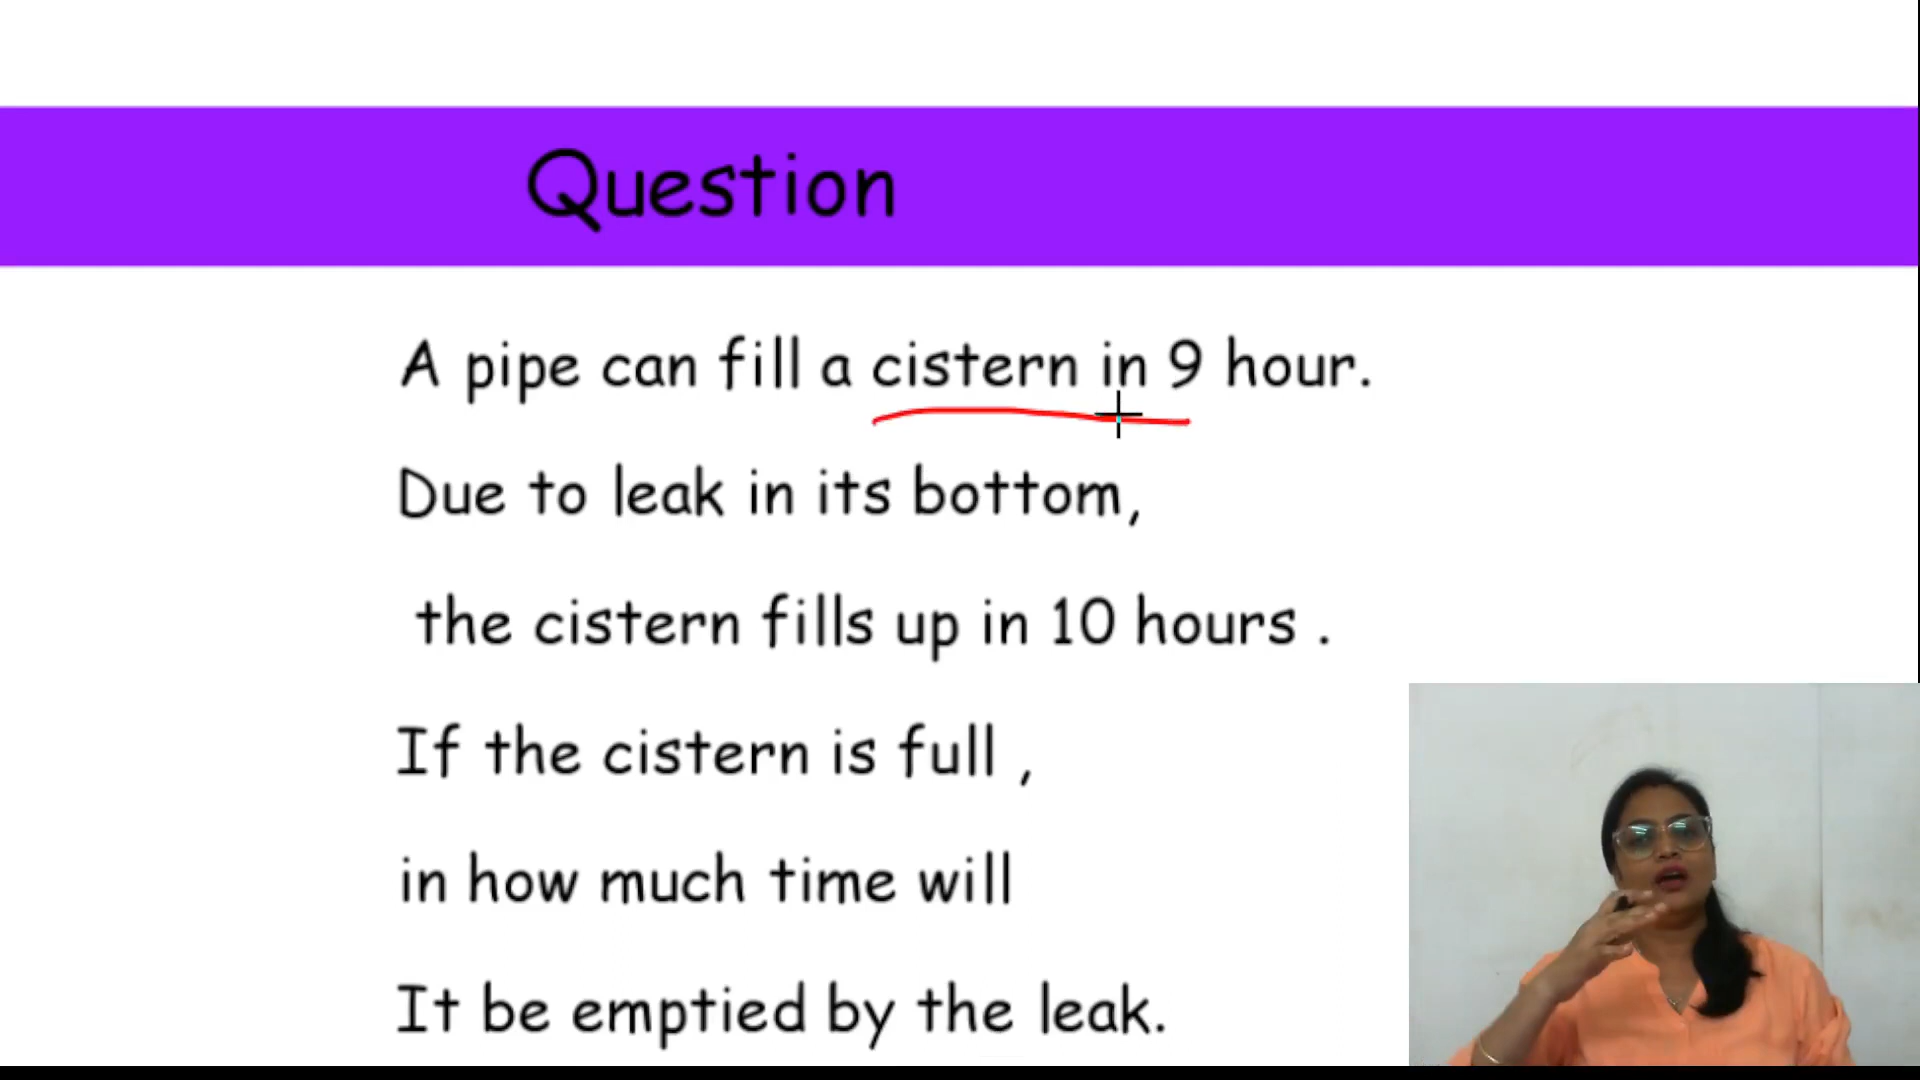 Question
A pipe can fill a cistern in 9 hour.
Due to leak in its bottom,
the cistern fills up in 10 hours .
If the cistern is full ,
in how much time will
It be emptied by the leak.